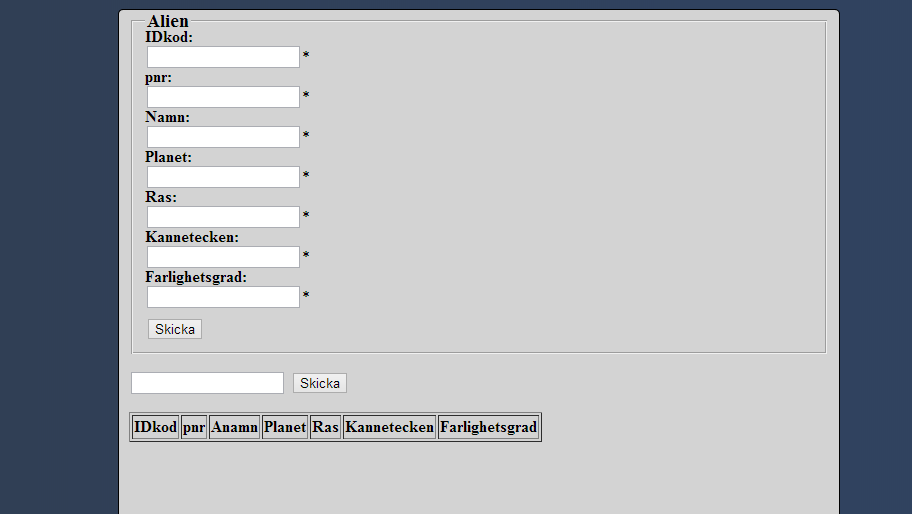 Alien
IDkod:
*
pnr:
*
Namn:
*
Planet:
*
Ras:
*
Kannetecken:
*
Farlighetsgrad:
*
Skicka
Skicka
IDkod pnr Anamn Planet Ras Kannetecken Farlighetsgrad